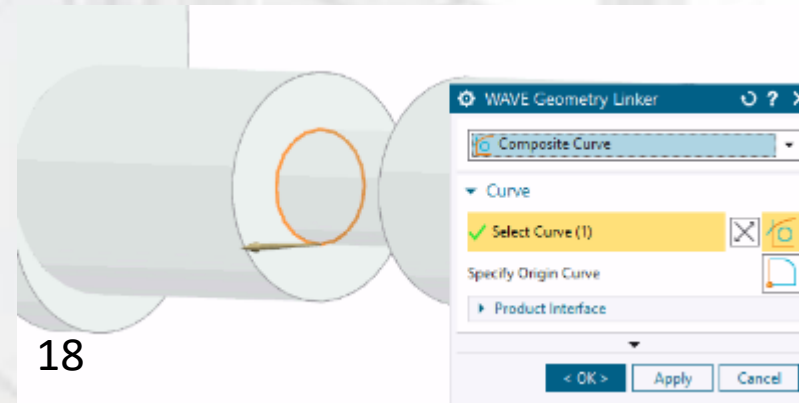 WAVE Geometry Linker
Composite Curve
Curve
Select Curve (1)
Specify Origin Curve
Product Interface
< OK > Apply Cancel
18